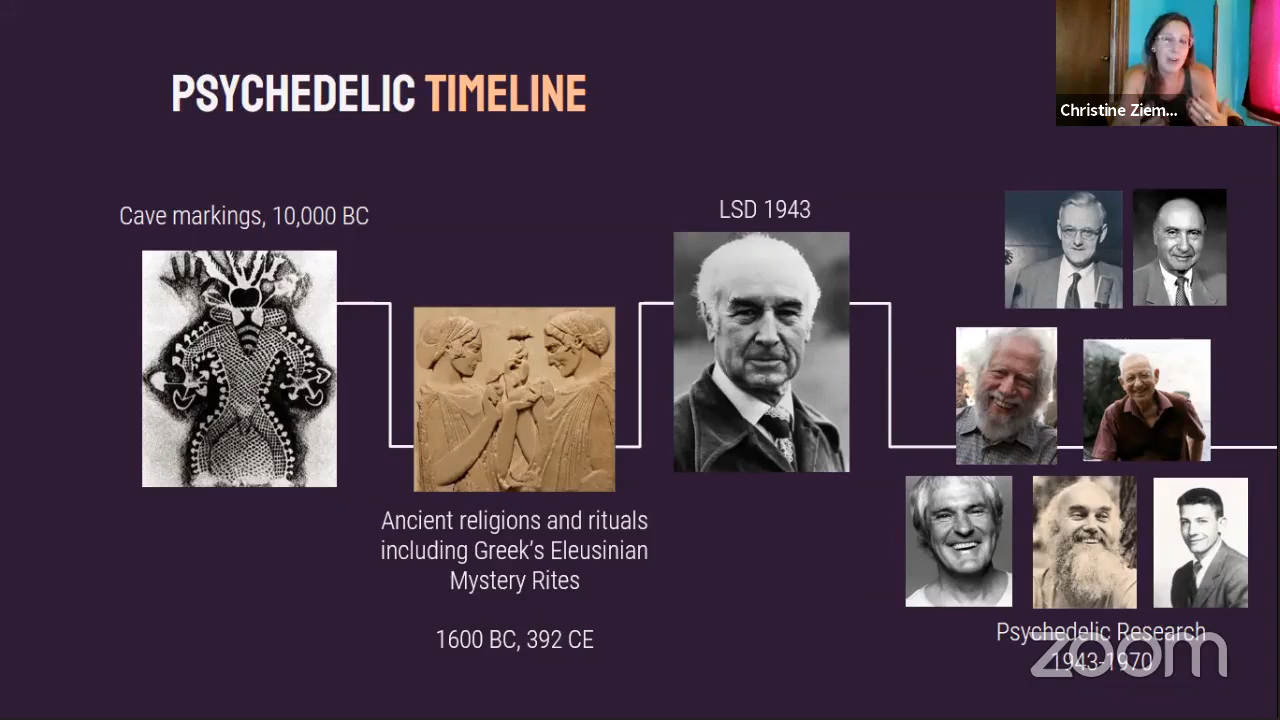 PSYCHEDELIC TIMELINE
Christine Ziem...
Cave markings, 10,000 BC
LSD 1943
Ancient religions and rituals
including Greek's Eleusinian
Mystery Rites
1600 BC, 392 CE
Psychedelic Research
1943-1970
zoom